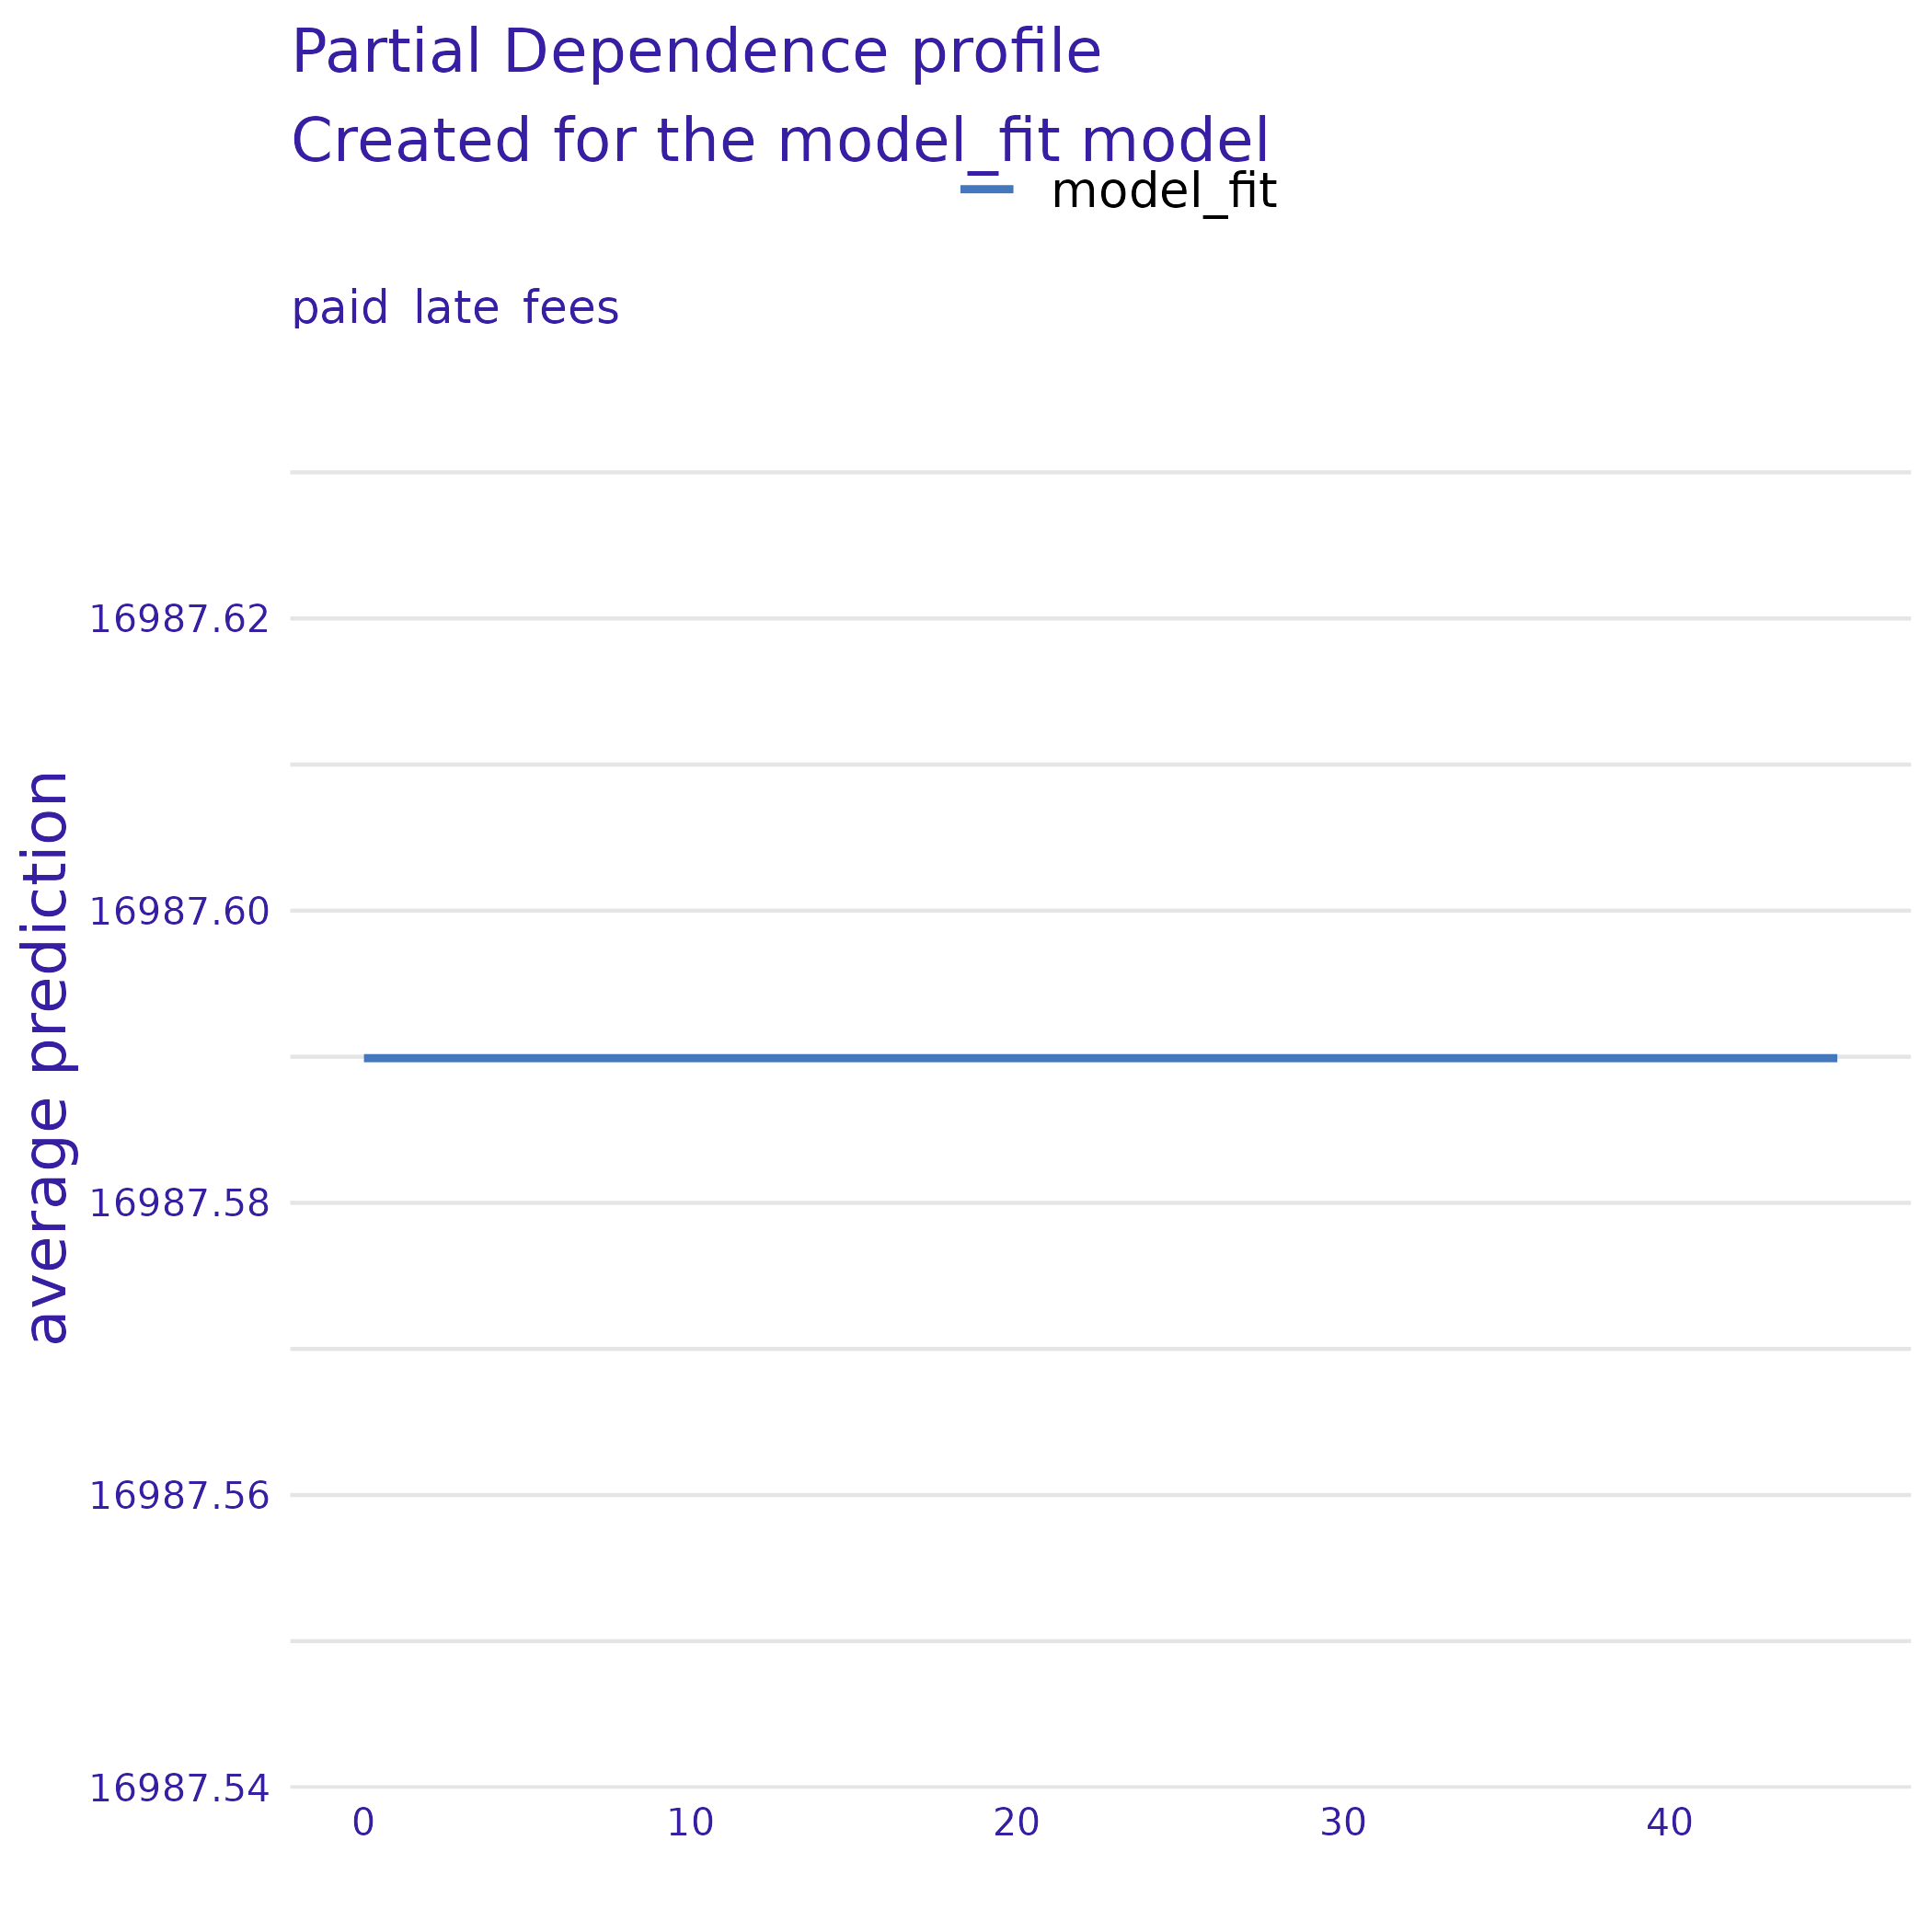 Partial Dependence profile
Created for the model_fit model
model_fit
paid late fees
average prediction
16987.62
16987.60
16987.58
16987.56
16987.54
0 10 20 30 40